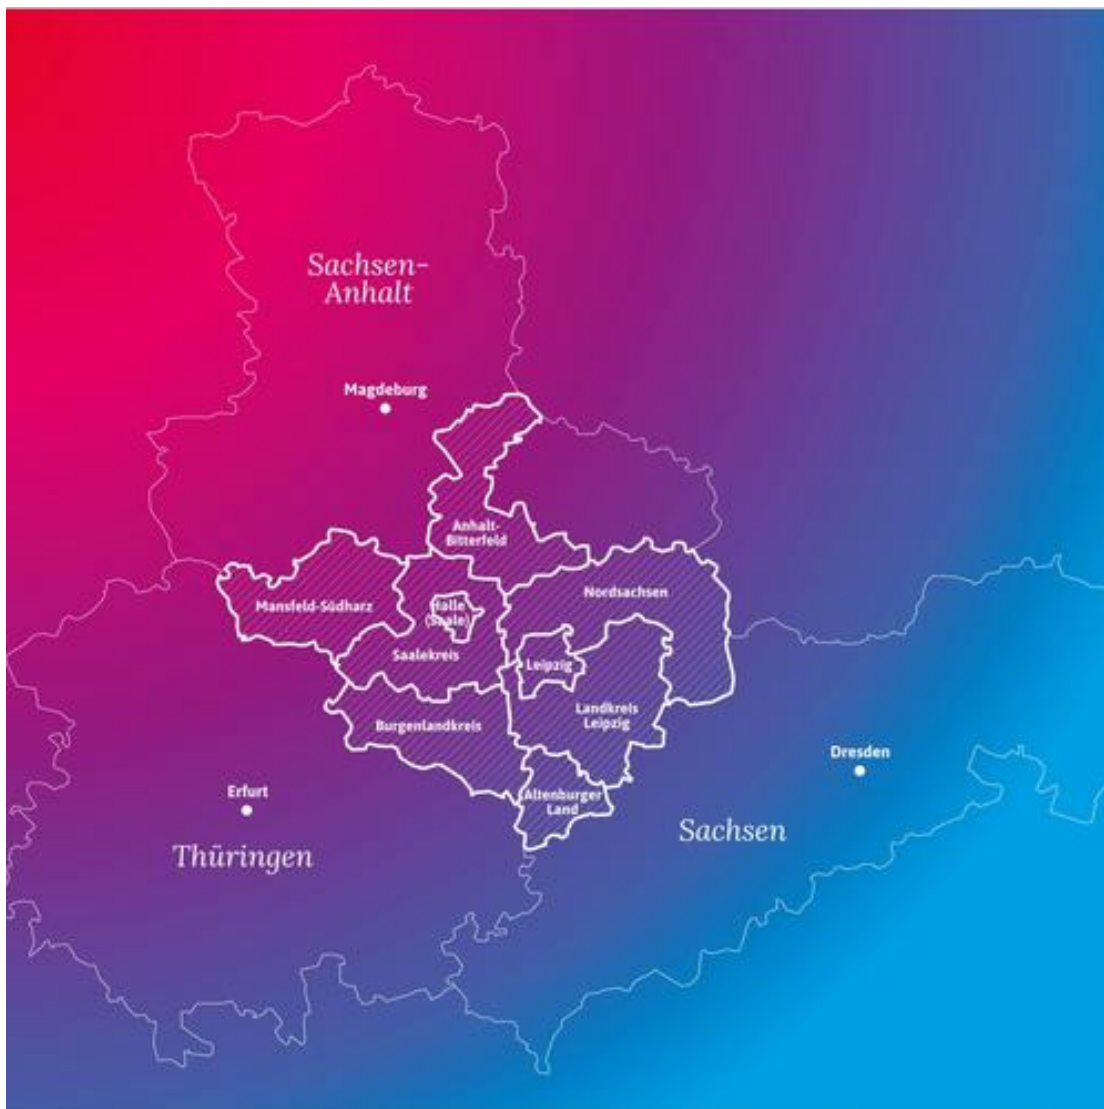 Sachsen-
Anhalt
Magdeburg
Anhalt-
Bitterfeld
Nordsachsen
Mansfeld-Südharz
Halle
(Saale)
Saalekreis
Leipzig
Landkreis
Leipzig
Burgenlandkreis
Dresden
Erfurt
Altenburger
Land
Sachsen
Thüringen